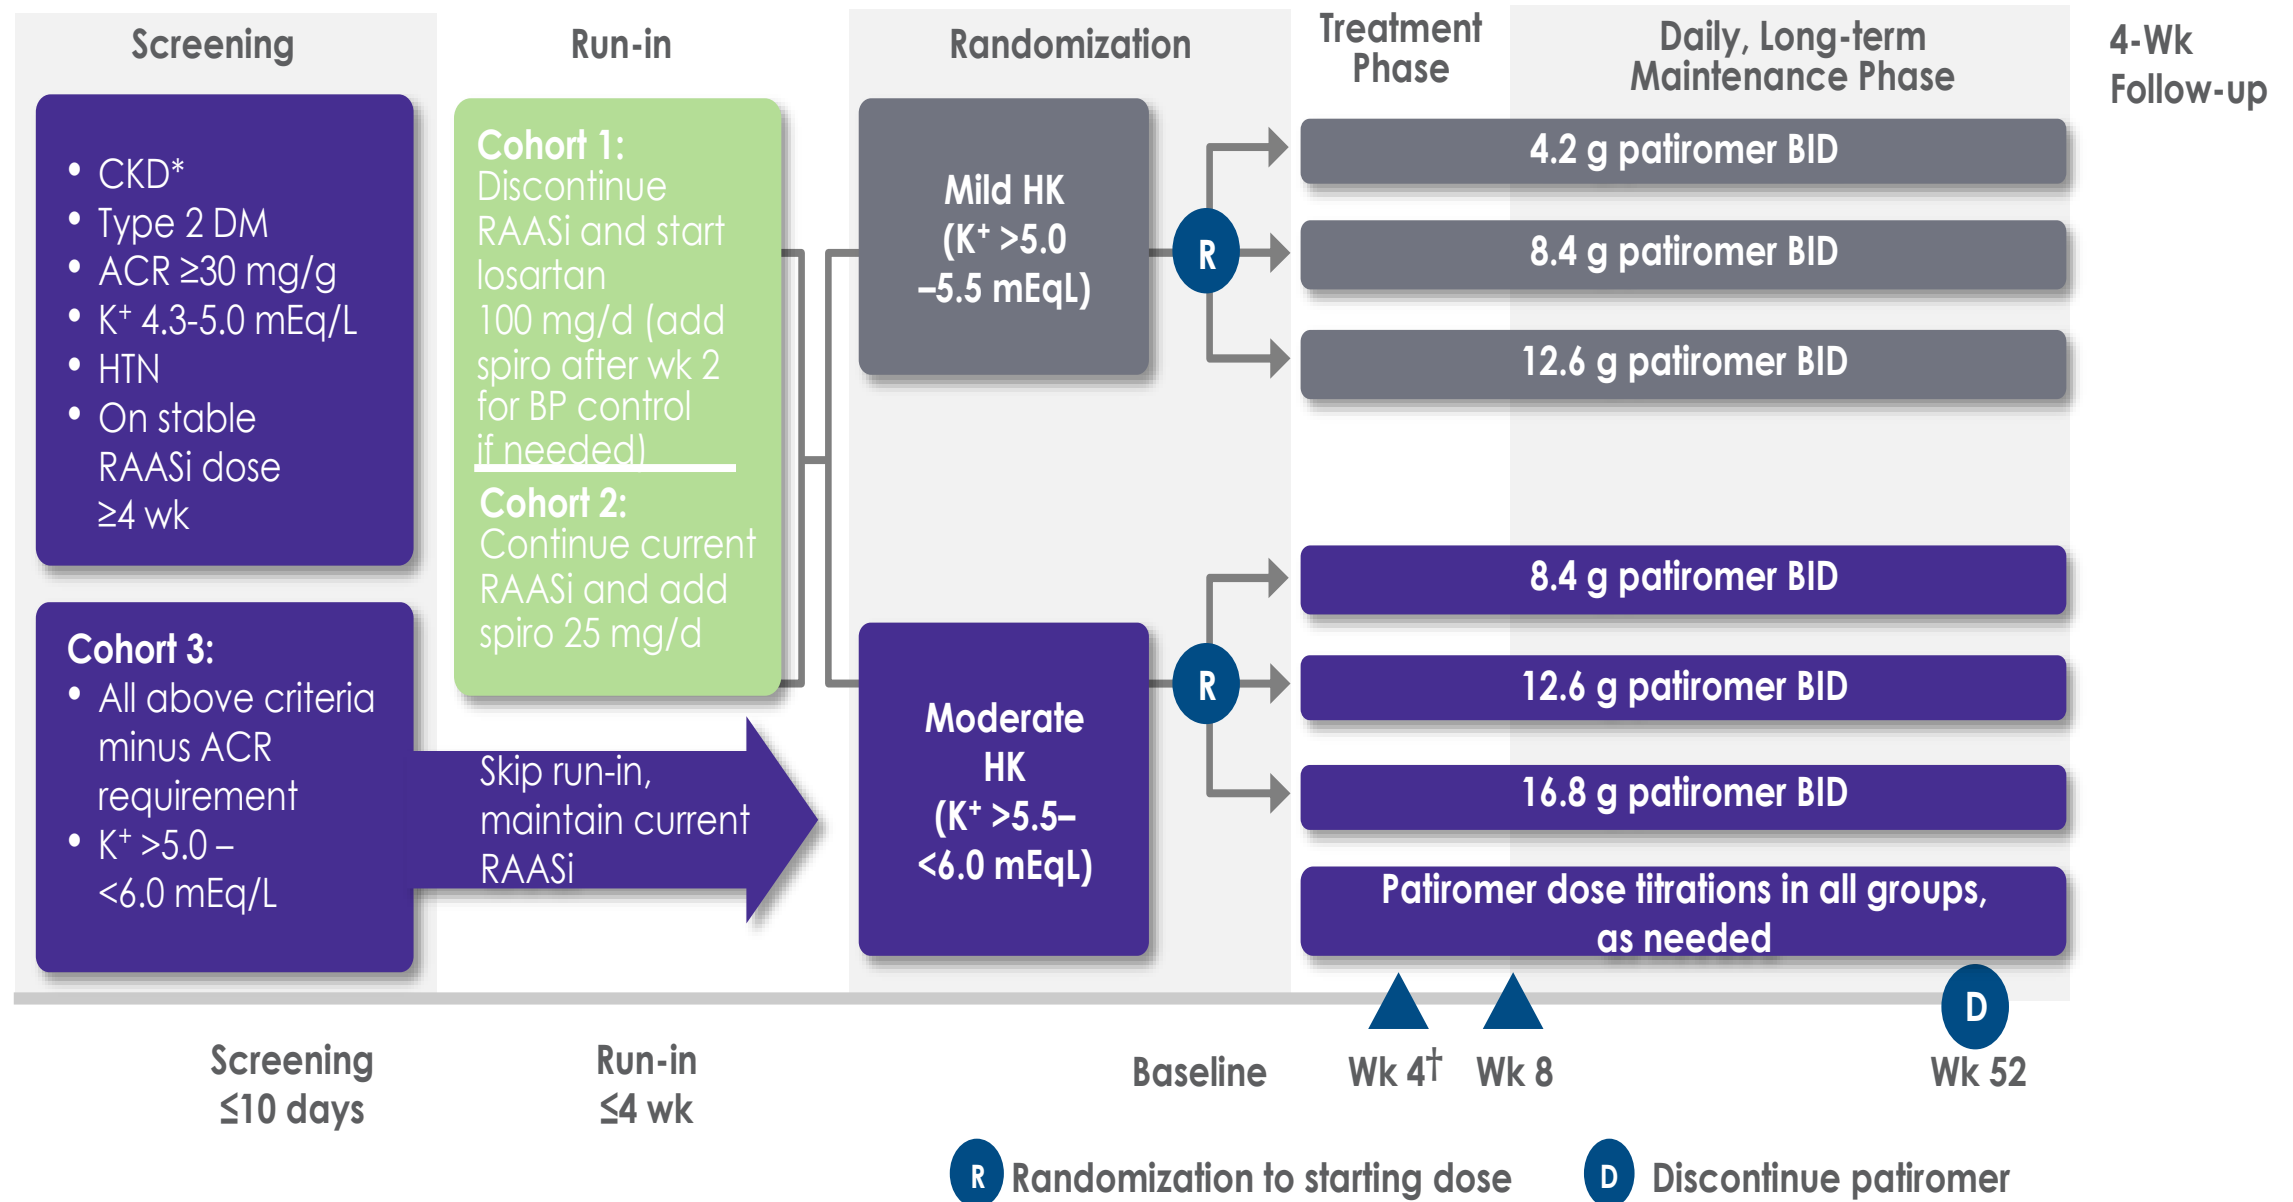 Screening
Run-in
Randomization
Treatment
Phase
Daily, Long-term
Maintenance Phase
4-Wk
Follow-up
• CKD*
• Type 2 DM
• ACR ≥30 mg/g
• K⁺ 4.3-5.0 mEq/L
• HTN
• On stable
RAASi dose
≥4 wk
Cohort 3:
• All above criteria
minus ACR
requirement
• K⁺ >5.0 –
<6.0 mEq/L
Cohort 1:
Discontinue
RAASi and start
losartan
100 mg/d (add
spiro after wk 2
for BP control
if needed)
Cohort 2:
Continue current
RAASi and add
spiro 25 mg/d
Skip run-in,
maintain current
RAASi
Mild HK
(K⁺ >5.0
–5.5 mEqL)
R
4.2 g patiromer BID
8.4 g patiromer BID
12.6 g patiromer BID
Moderate
HK
(K⁺ >5.5–
<6.0 mEqL)
R
8.4 g patiromer BID
12.6 g patiromer BID
16.8 g patiromer BID
Patiromer dose titrations in all groups,
as needed
D
Screening
≤10 days
Run-in
≤4 wk
Baseline
Wk 4†
Wk 8
Wk 52
R Randomization to starting dose
D Discontinue patiromer